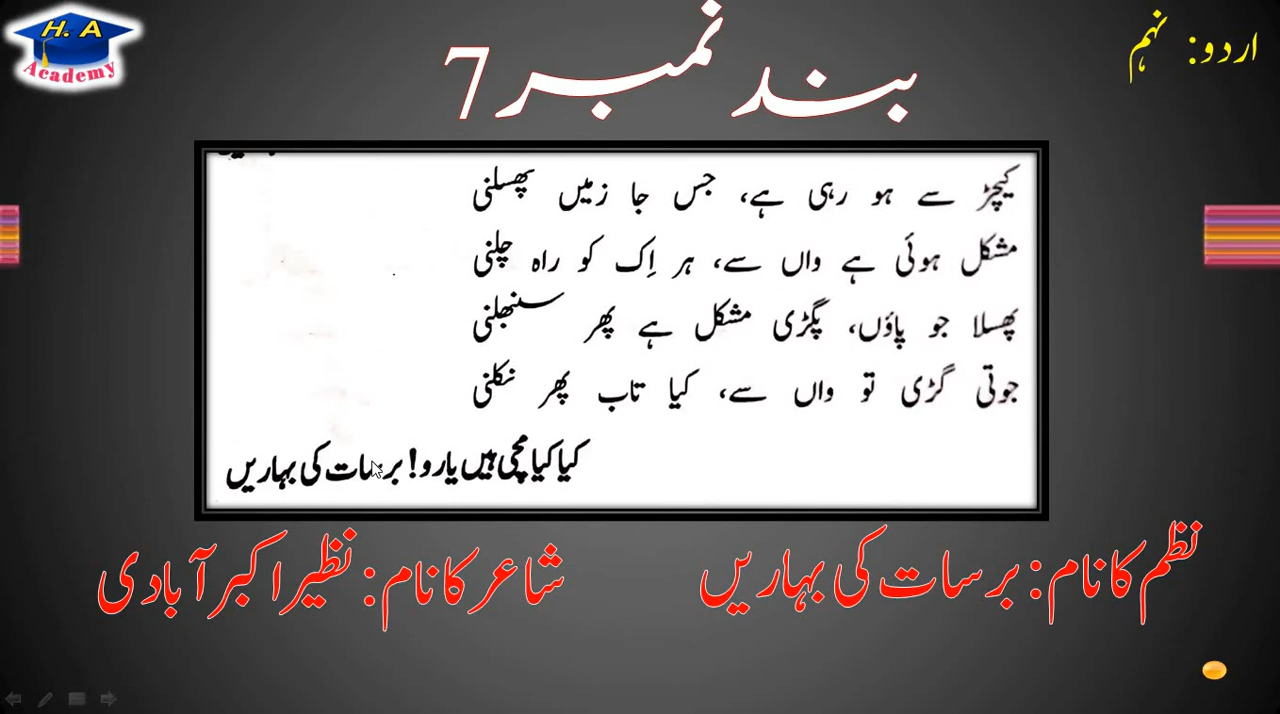 H. A
Academy
اردو: نہم
بند نمبر 7
کیچڑ سے ہو رہی ہے، جس جا زمیں پھسلنی
مشکل ہوئی ہے واں سے، ہر اِک کو راہ چلنی
پھسلا جو پاؤں، پگڑی مشکل ہے پھر سنبھلنی
جوتی گڑی تو واں سے، کیا تاب پھر نکلنی
کیا کیا مچی ہیں یارو! برسات کی بہاریں
نظم کا نام: برسات کی بہاریں
شاعر کا نام: نظیر اکبر آبادی